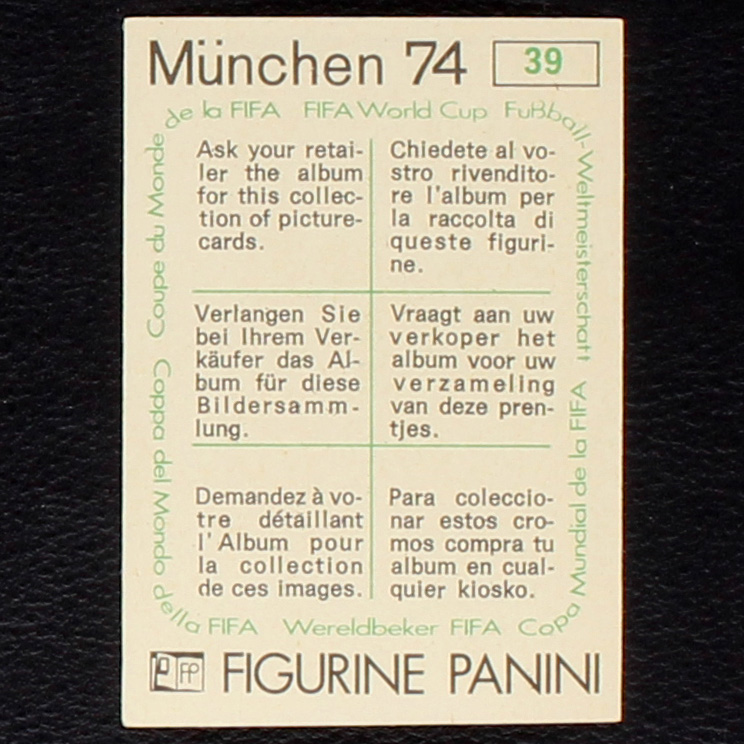 München 74 39
Coupe du Monde de la FIFA FIFA World Cup Fußball-Weltmeisterschaft
Ask your retai-
ler the album
for this collec-
tion of picture-
cards.
Chiedete al vo-
stro rivendito-
re l'album per
la raccolta di
queste figuri-
ne.
Verlangen Sie
bei Ihrem Ver-
käufer das Al-
bum für diese
Bildersamm-
lung.
Vraagt aan uw
verkoper het
album voor uw
verzameling
van deze pren-
tjes.
Demandez à vo-
tre détaillant
l'Album pour
la collection
de ces images.
Para coleccio-
nar estos cro-
mos compra tu
album en cual-
quier kiosko.
Coppa del Mondo della FIFA Wereldbeker FIFA Copa Mundial de la FIFA
FP FIGURINE PANINI